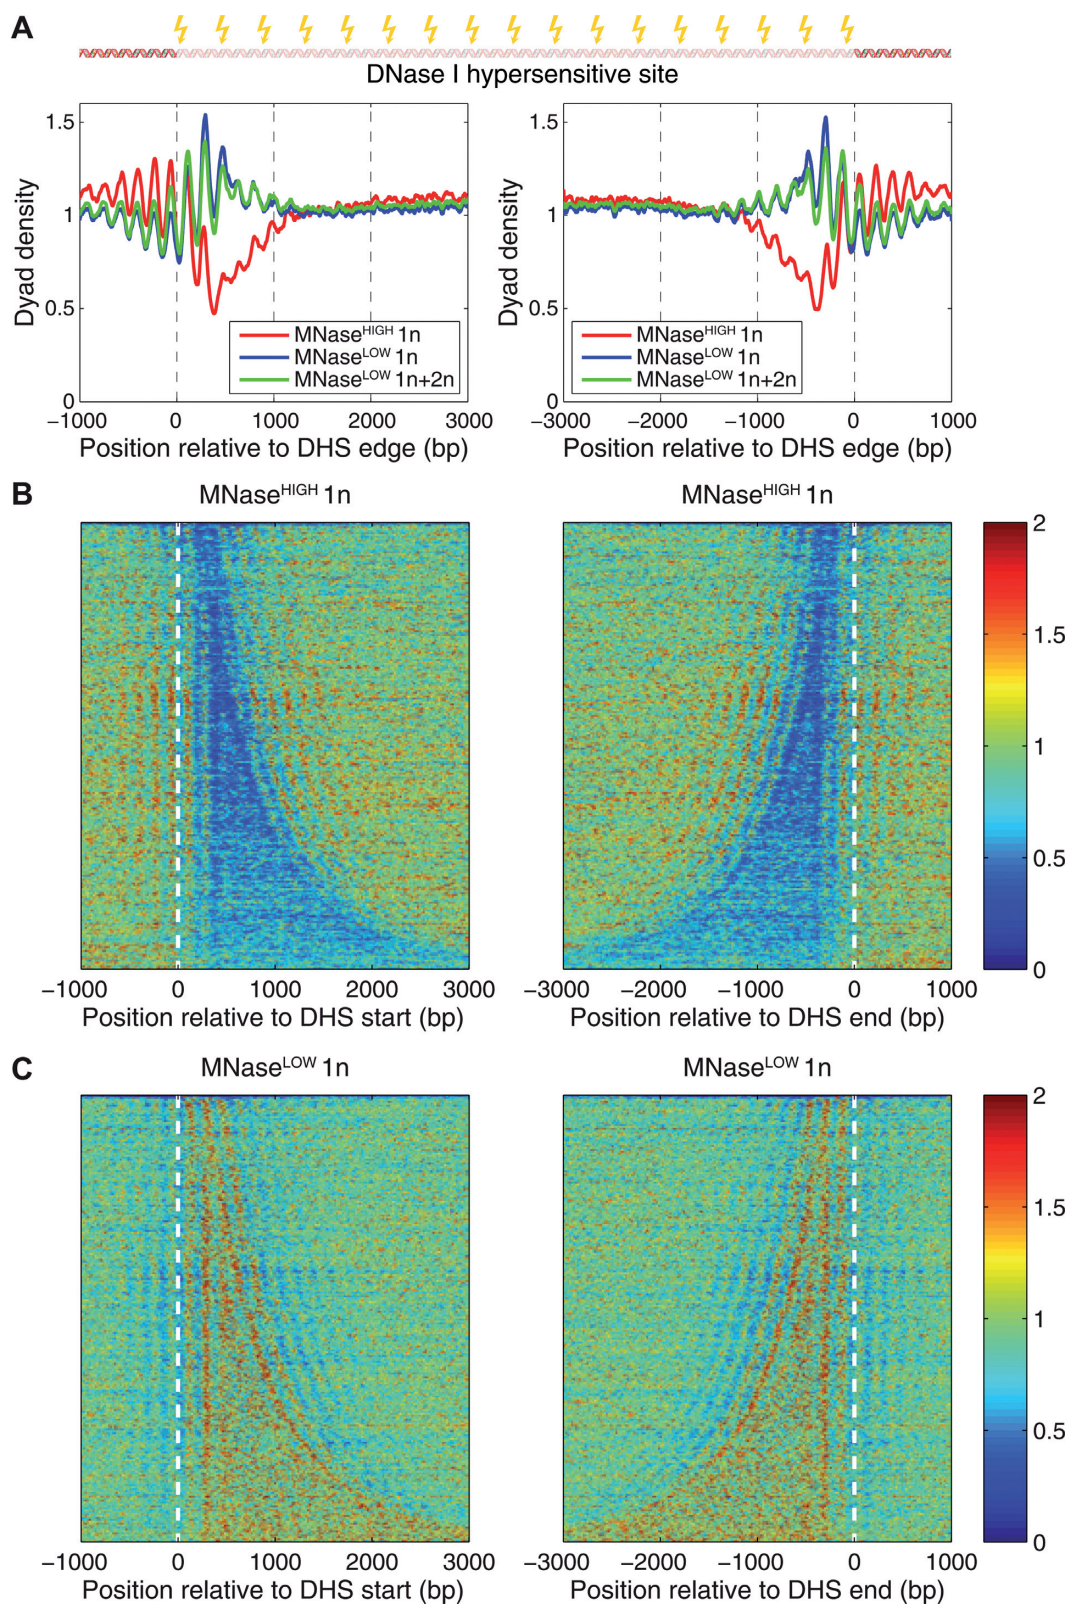 A
DNase I hypersensitive site
1.5
1
0.5
0
Dyad density
MNaseHIGH 1n
MNaseLOW 1n
MNaseLOW 1n+2n
−1000 0 1000 2000 3000
Position relative to DHS edge (bp)
1.5
1
0.5
0
Dyad density
MNaseHIGH 1n
MNaseLOW 1n
MNaseLOW 1n+2n
−3000 −2000 −1000 0 1000
Position relative to DHS edge (bp)
B
MNaseHIGH 1n
−1000 0 1000 2000 3000
Position relative to DHS start (bp)
MNaseHIGH 1n
−3000 −2000 −1000 0 1000
Position relative to DHS end (bp)
2
1.5
1
0.5
0
C
MNaseLOW 1n
−1000 0 1000 2000 3000
Position relative to DHS start (bp)
MNaseLOW 1n
−3000 −2000 −1000 0 1000
Position relative to DHS end (bp)
2
1.5
1
0.5
0